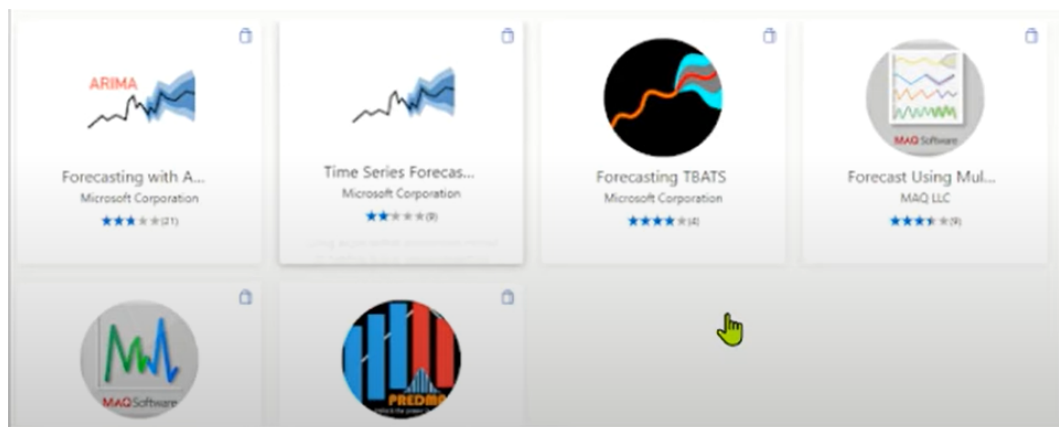 ARIMA
Forecasting with A...
Microsoft Corporation
(21)
Time Series Forecas...
Microsoft Corporation
(9)
Forecasting TBATS
Microsoft Corporation
(4)
MAQ Software
Forecast Using Mul...
MAQ LLC
(9)
MAQ Software
PREDMA